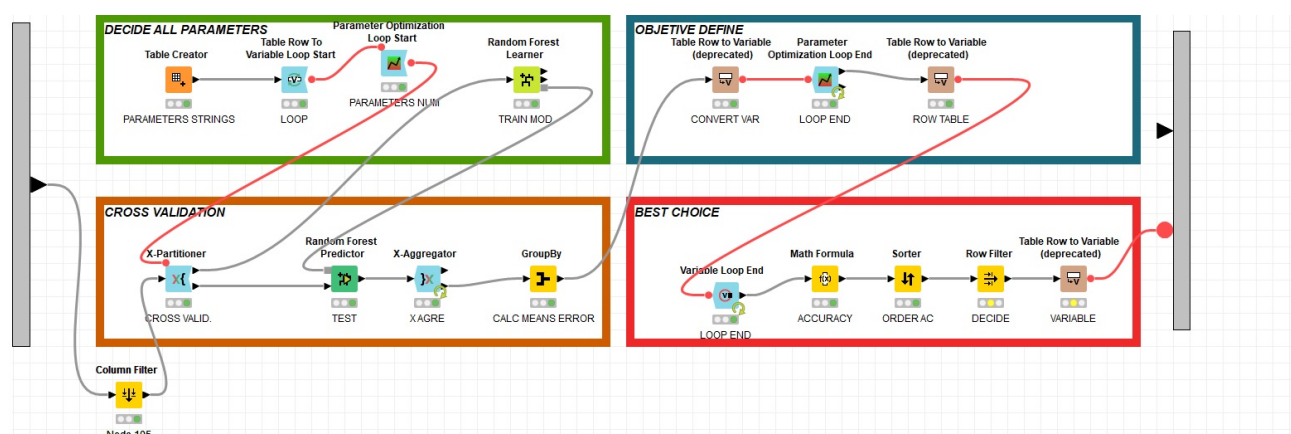 DECIDE ALL PARAMETERS
Table Creator
PARAMETERS STRINGS
Table Row To
Variable Loop Start
LOOP
Parameter Optimization
Loop Start
PARAMETERS NUM
Random Forest
Learner
TRAIN MOD
OBJETIVE DEFINE
Table Row to Variable
(deprecated)
CONVERT VAR
Parameter
Optimization Loop End
LOOP END
Table Row to Variable
(deprecated)
ROW TABLE
CROSS VALIDATION
X-Partitioner
CROSS VALID.
Random Forest
Predictor
TEST
X-Aggregator
X AGRE
GroupBy
CALC MEANS ERROR
BEST CHOICE
Variable Loop End
LOOP END
Math Formula
ACCURACY
Sorter
ORDER AC
Row Filter
DECIDE
Table Row to Variable
(deprecated)
VARIABLE
Column Filter